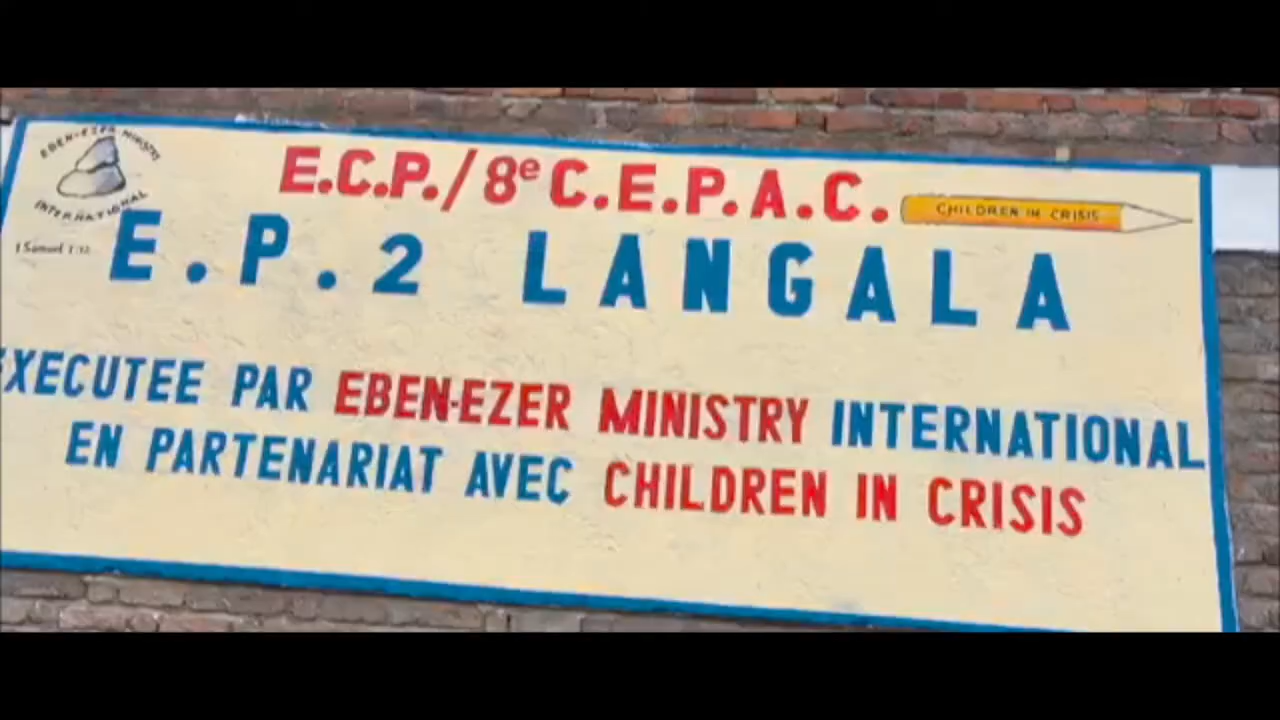 EBEN-EZER MINISTRY
INTERNATIONAL
E.C.P./8e C.E.P.A.C.
CHILDREN IN CRISIS
E.P.2 LANGALA
EXECUTEE PAR EBEN-EZER MINISTRY INTERNATIONAL
EN PARTENARIAT AVEC CHILDREN IN CRISIS